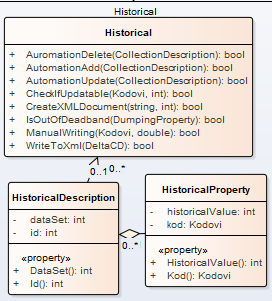 Historical
Historical
+ AuromationDelete(CollectionDescription): bool
+ AutomationAdd(CollectionDescription): bool
+ AutomationUpdate(CollectionDescription): bool
+ CheckIfUpdatable(Kodovi, int): bool
+ CreateXMLDocument(string, int): bool
+ IsOutOfDeadband(DumpingProperty): bool
+ ManualWriting(Kodovi, double): bool
+ WriteToXml(DeltaCD): bool
0..1 0..*
HistoricalDescription
- dataSet: int
- id: int
«property»
+ DataSet(): int
+ Id(): int
0..*
HistoricalProperty
- historicalValue: int
- kod: Kodovi
«property»
+ HistoricalValue(): int
+ Kod(): Kodovi